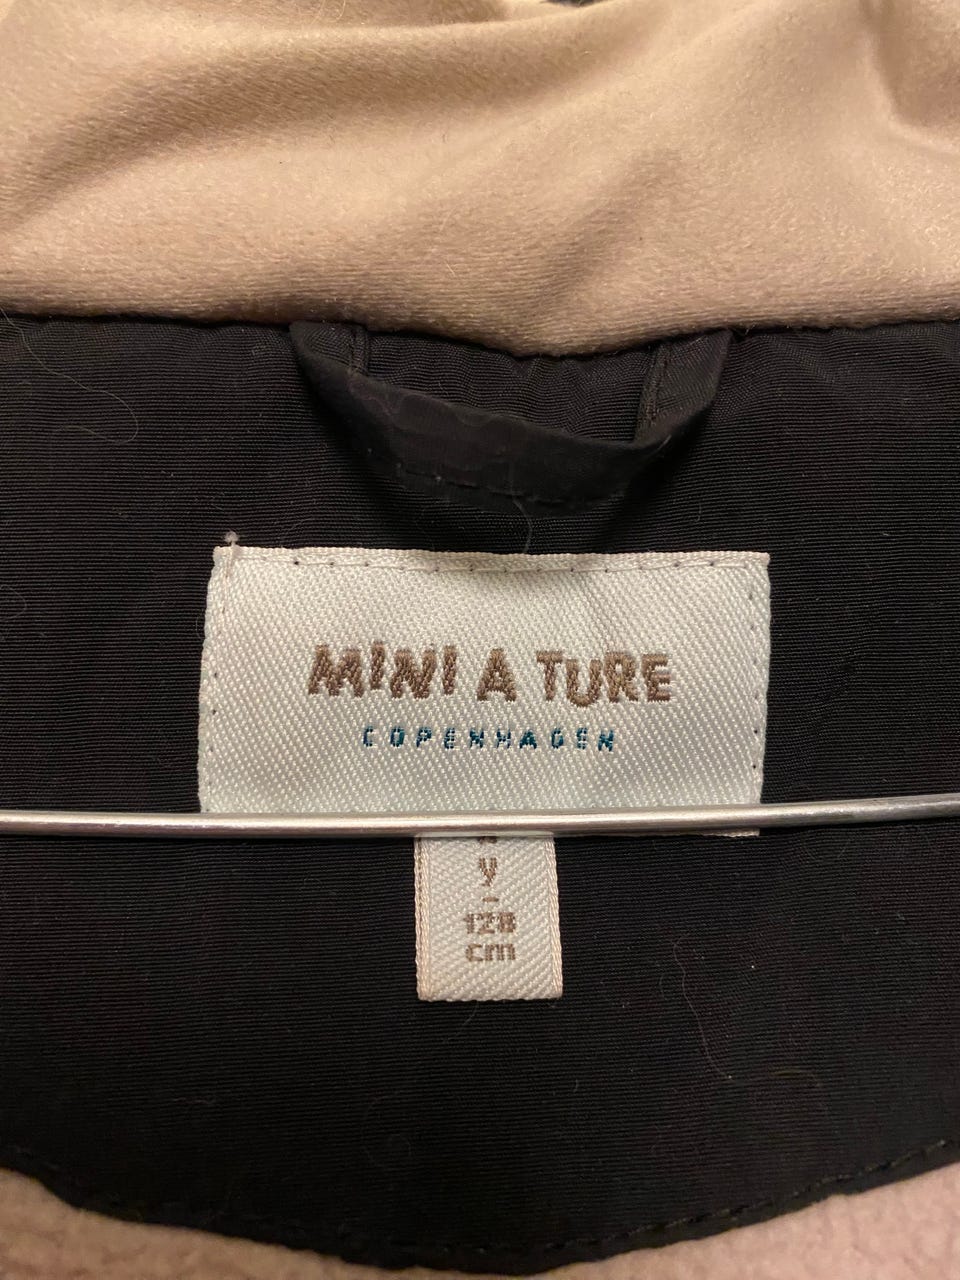 MINI A TURE
COPENHAGEN
y
-
128
cm